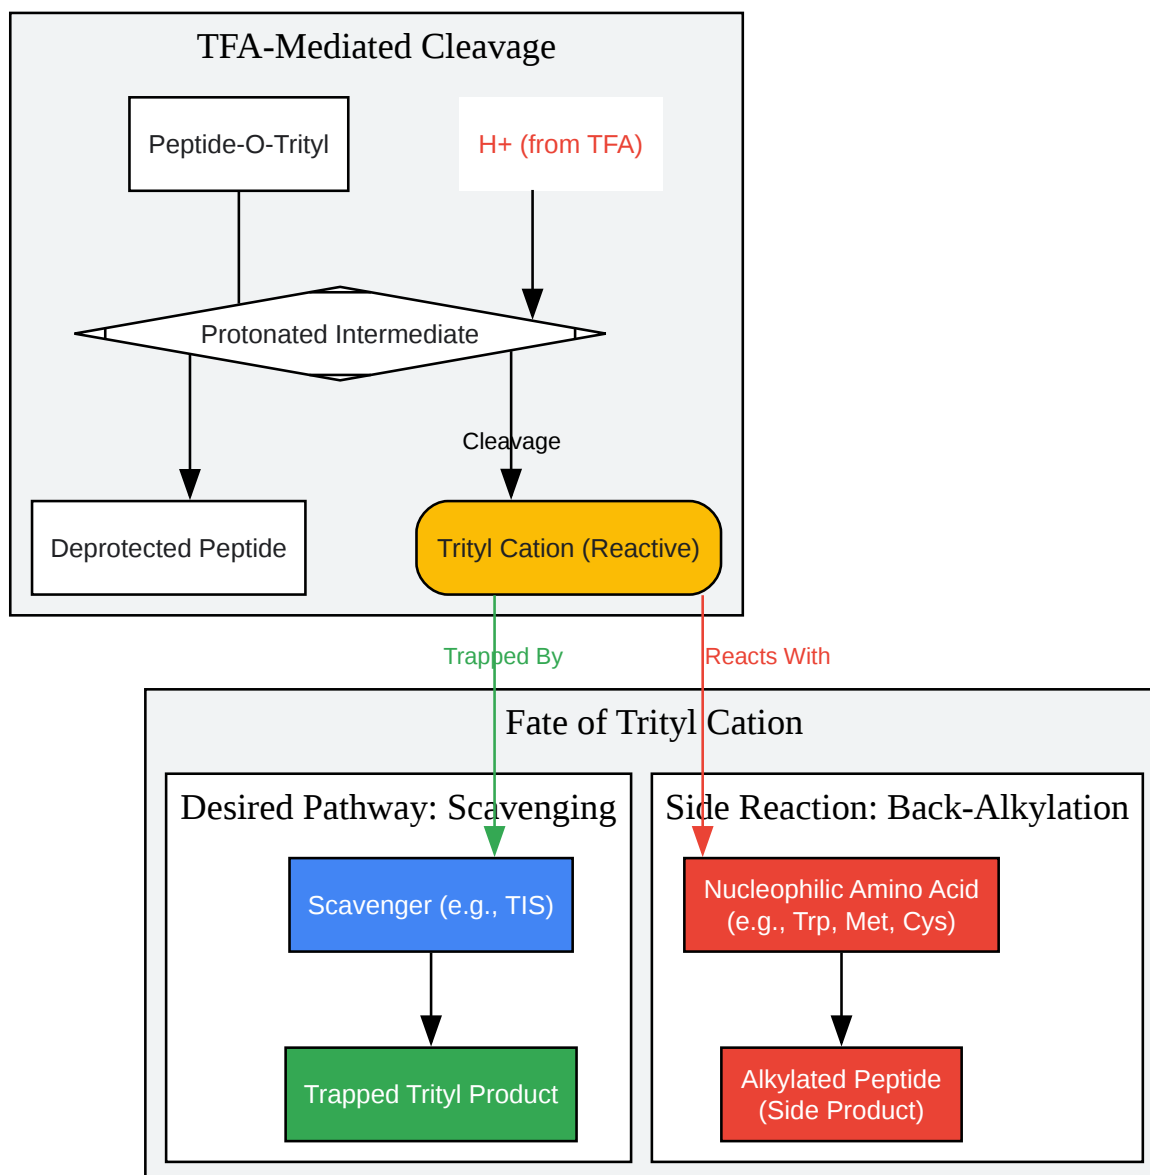 TFA-Mediated Cleavage
Peptide-O-Trityl
H+ (from TFA)
Protonated Intermediate
Cleavage
Deprotected Peptide
Trityl Cation (Reactive)
Trapped By
Reacts With
Fate of Trityl Cation
Desired Pathway: Scavenging
Side Reaction: Back-Alkylation
Scavenger (e.g., TIS)
Nucleophilic Amino Acid
(e.g., Trp, Met, Cys)
Trapped Trityl Product
Alkylated Peptide
(Side Product)